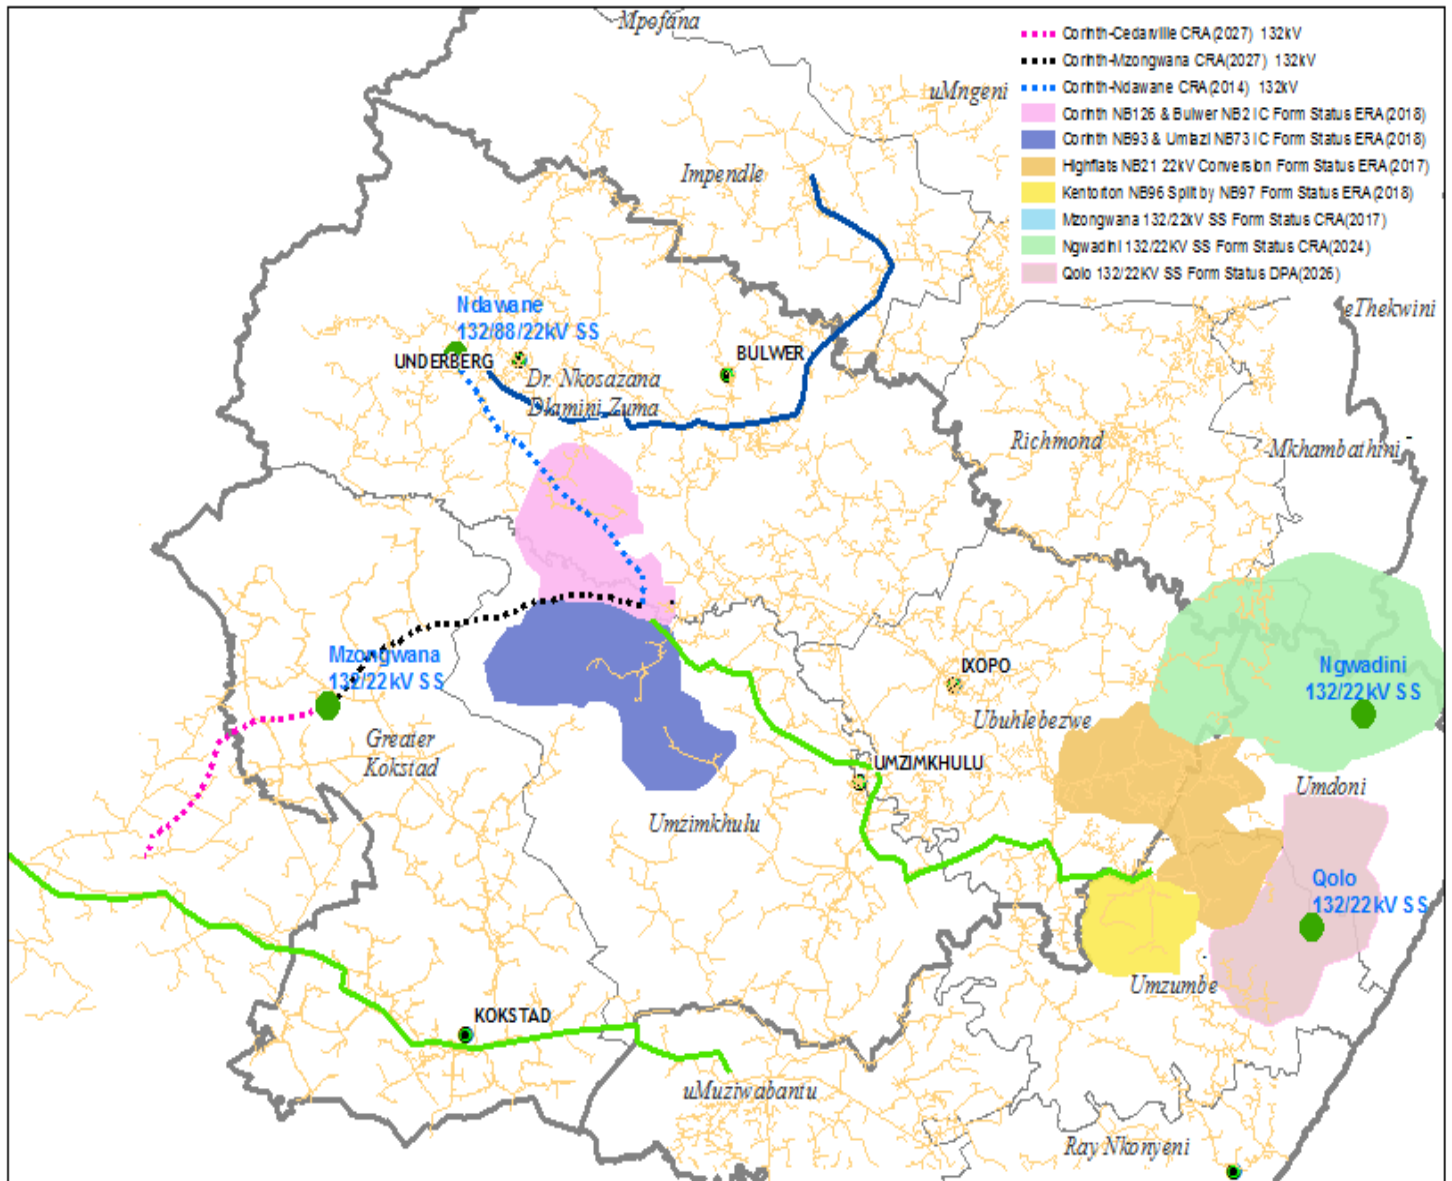 Mpofana
Corinth-Cedarville CRA(2027) 132kV
Corinth-Mzongwana CRA(2027) 132kV
Corinth-Ndawane CRA(2014) 132kV
Corinth NB126 & Bulwer NB2 IC Form Status ERA(2018)
Corinth NB93 & Umlazi NB73 IC Form Status ERA(2018)
Highflats NB21 22kV Conversion Form Status ERA(2017)
Kentorton NB96 Split by NB97 Form Status ERA(2018)
Mzongwana 132/22kV SS Form Status CRA(2017)
Ngwadini 132/22KV SS Form Status CRA(2024)
Qolo 132/22KV SS Form Status DPA(2026)
uMngeni
Impendle
eThekwini
Ndawane
132/88/22kV SS
UNDERBERG
BULWER
Dr. Nkosazana
Dlamini Zuma
Richmond
Mkhambathini
Mzongwana
132/22kV SS
IXOPO
Ngwadini
132/22kV SS
Ubuhlebezwe
Greater
Kokstad
UMZIMKHULU
Umdoni
Umzimkhulu
Qolo
132/22kV SS
Umzumbe
KOKSTAD
uMuziwabantu
Ray Nkonyeni